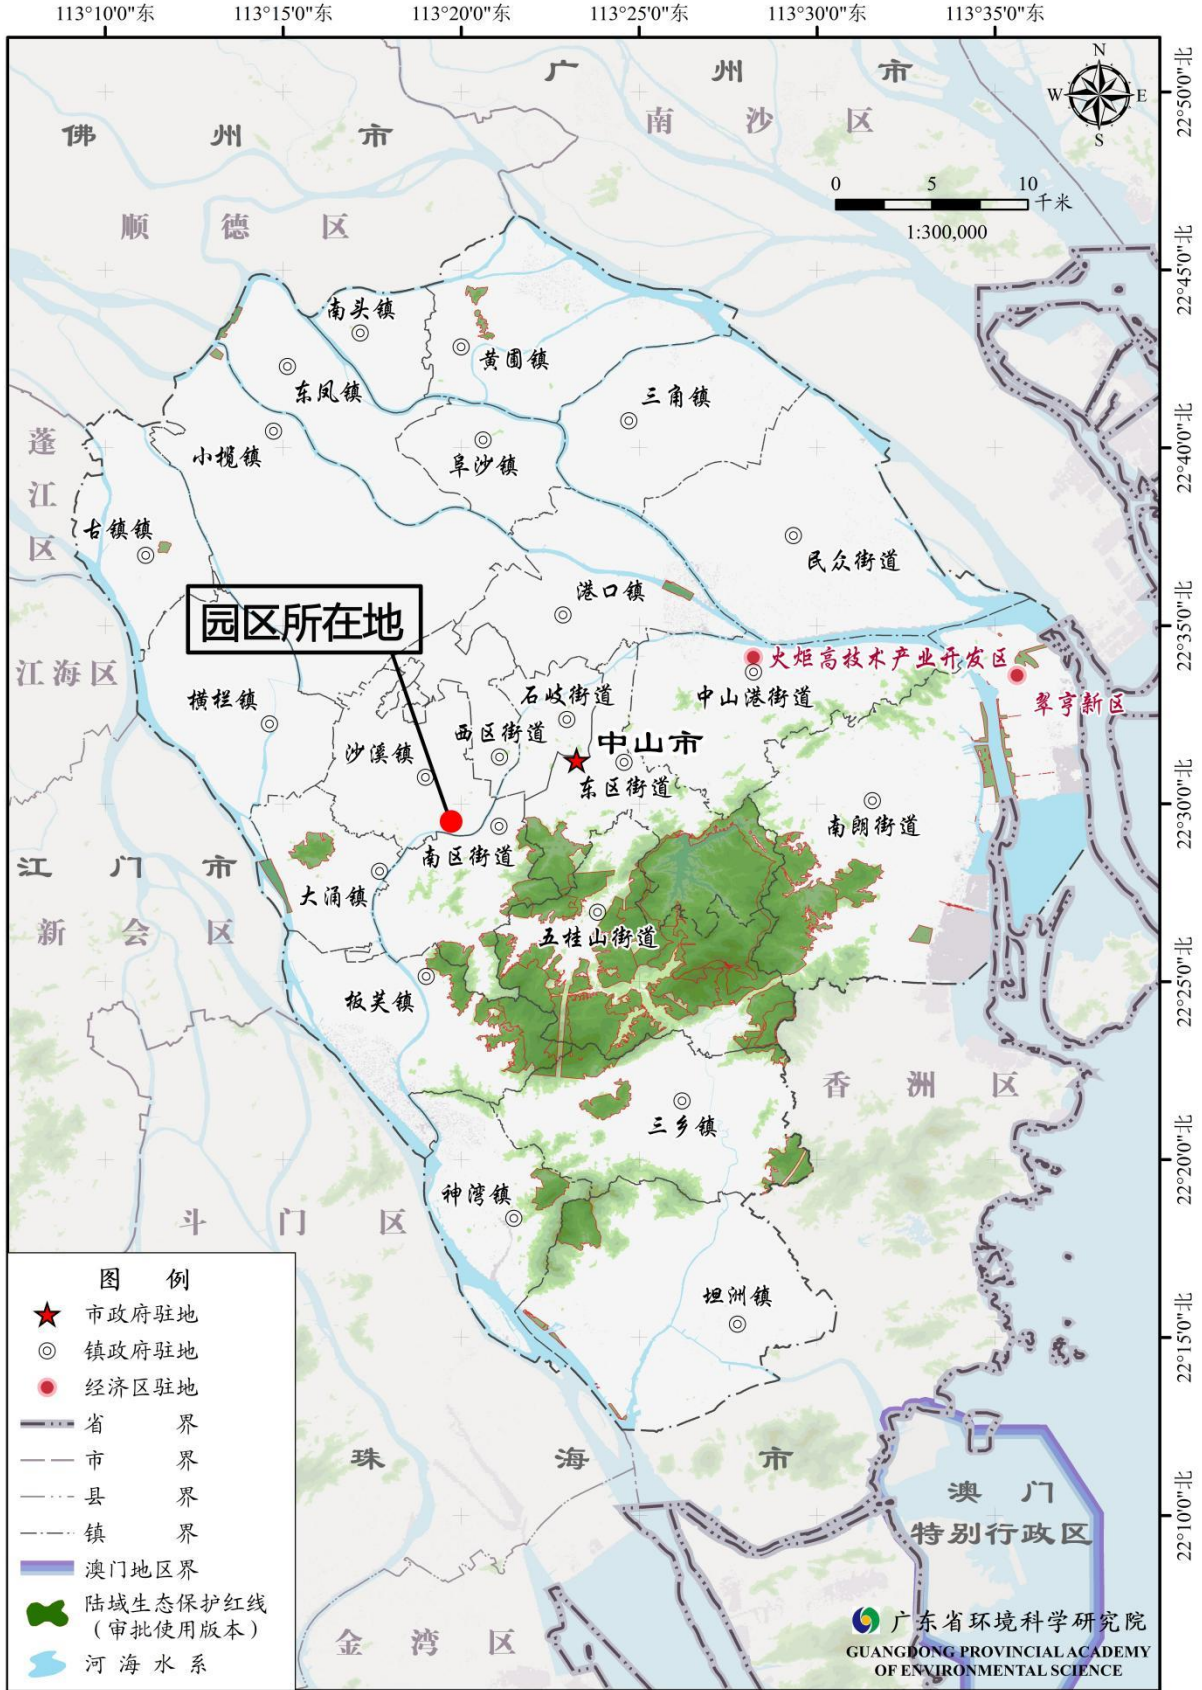 113°10'0"东
113°15'0"东
113°20'0"东
113°25'0"东
113°30'0"东
113°35'0"东
广州市
N
W
E
S
22°50'0"北
佛州市
南沙区
0 5 10
千米
1:300,000
顺德区
22°45'0"北
南头镇
黄圃镇
东凤镇
三角镇
22°40'0"北
小榄镇
阜沙镇
蓬江区
古镇镇
民众街道
港口镇
园区所在地
22°35'0"北
江海区
火炬高技术产业开发区
横栏镇
石岐街道
中山港街道
翠亨新区
西区街道
沙溪镇
中山市
东区街道
22°30'0"北
南朗街道
南区街道
江门市
大涌镇
新会区
五桂山街道
22°25'0"北
板芙镇
香洲区
三乡镇
22°20'0"北
神湾镇
斗门区
图例
坦洲镇
市政府驻地
22°15'0"北
镇政府驻地
经济区驻地
省界
珠海市
市界
县界
澳门
特别行政区
22°10'0"北
镇界
澳门地区界
陆域生态保护红线
（审批使用版本）
河海水系
金湾区
广东省环境科学研究院
GUANGDONG PROVINCIAL ACADEMY
OF ENVIRONMENTAL SCIENCE